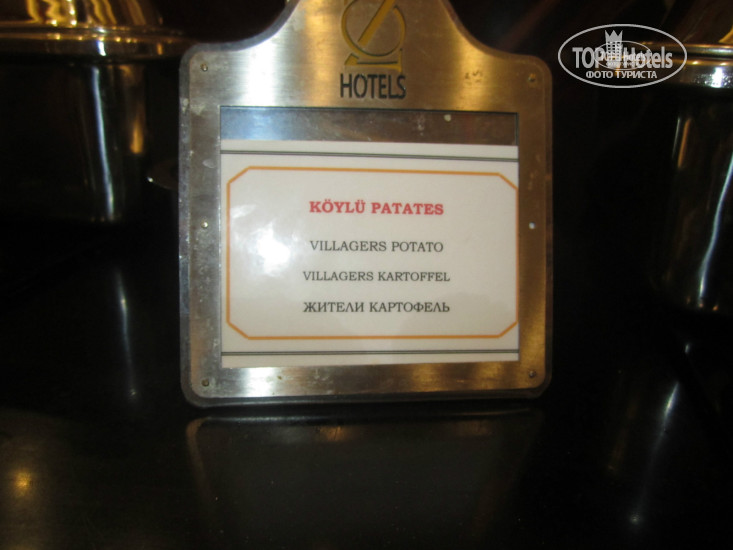 HOTELS
KÖYLÜ PATATES
VILLAGERS POTATO
VILLAGERS KARTOFFEL
ЖИТЕЛИ КАРТОФЕЛЬ
TOP Hotels
ФОТО ТУРИСТА